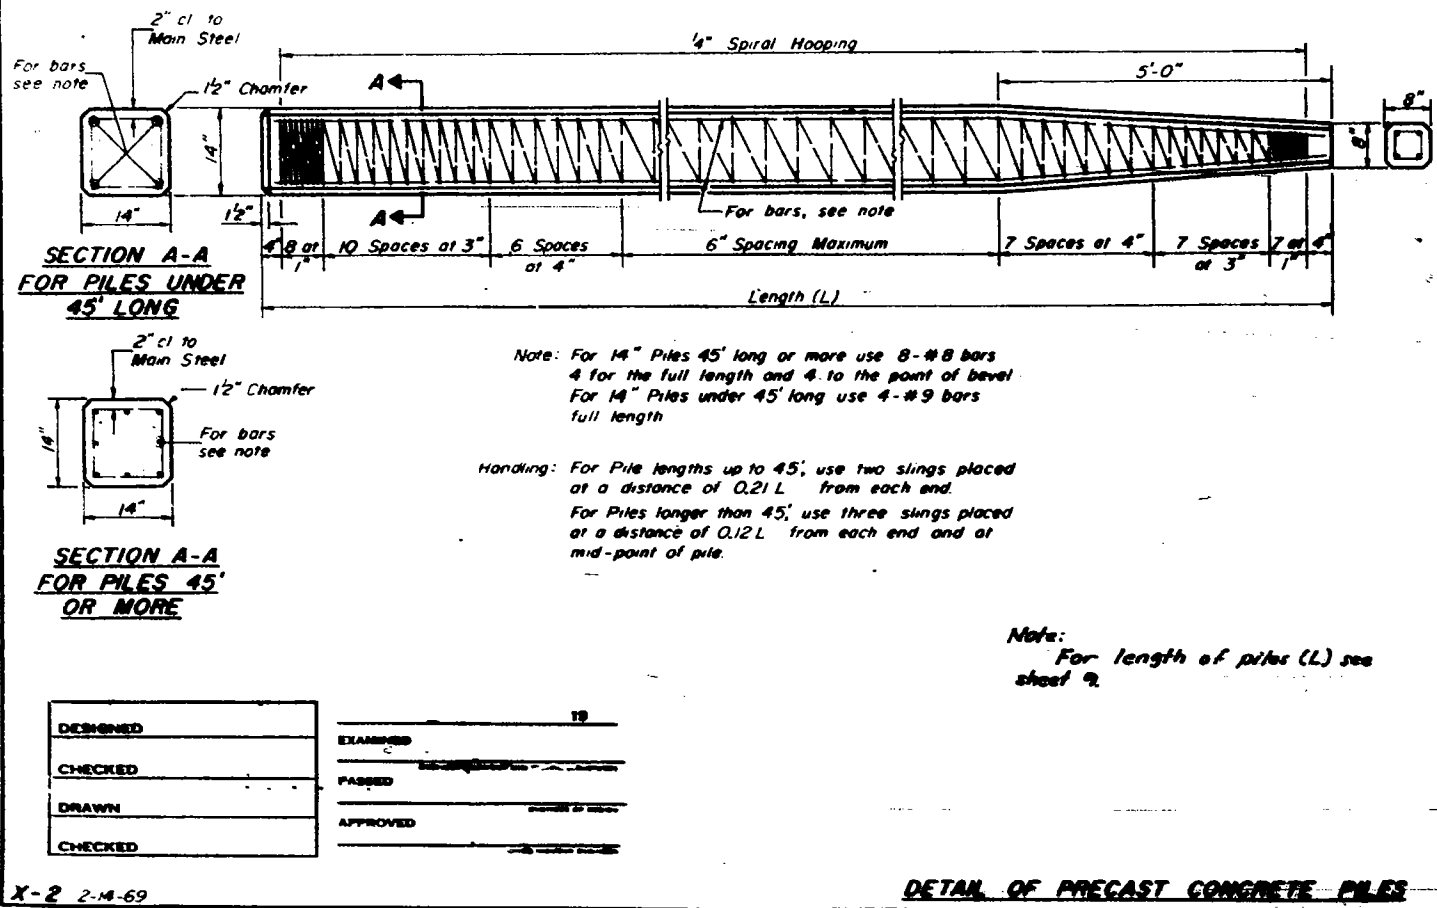 2" cl to
Main Steel
For bars
see note
1½" Chamfer
14"
14"
SECTION A-A
FOR PILES UNDER
45' LONG
¼" Spiral Hooping
5'-0"
A
A
8"
8"
For bars, see note
1½"
4"
8 at
1"
10 Spaces at 3"
6 Spaces
at 4"
6" Spacing Maximum
7 Spaces at 4"
7 Spaces
at 3"
7 at
1"
4"
Length (L)
2" cl to
Main Steel
1½" Chamfer
For bars
see note
14"
14"
SECTION A-A
FOR PILES 45'
OR MORE
Note: For 14" Piles 45' long or more use 8-#8 bars
4 for the full length and 4 to the point of bevel
For 14" Piles under 45' long use 4-#9 bars
full length
Handling: For Pile lengths up to 45', use two slings placed
at a distance of 0.21 L from each end.
For Piles longer than 45', use three slings placed
at a distance of 0.12 L from each end and at
mid-point of pile.
Note:
For length of piles (L) see
sheet 9.
DESIGNED
CHECKED
DRAWN
CHECKED
19
EXAMINED
PASSED
APPROVED
X-2 2-14-69
DETAIL OF PRECAST CONCRETE PILES